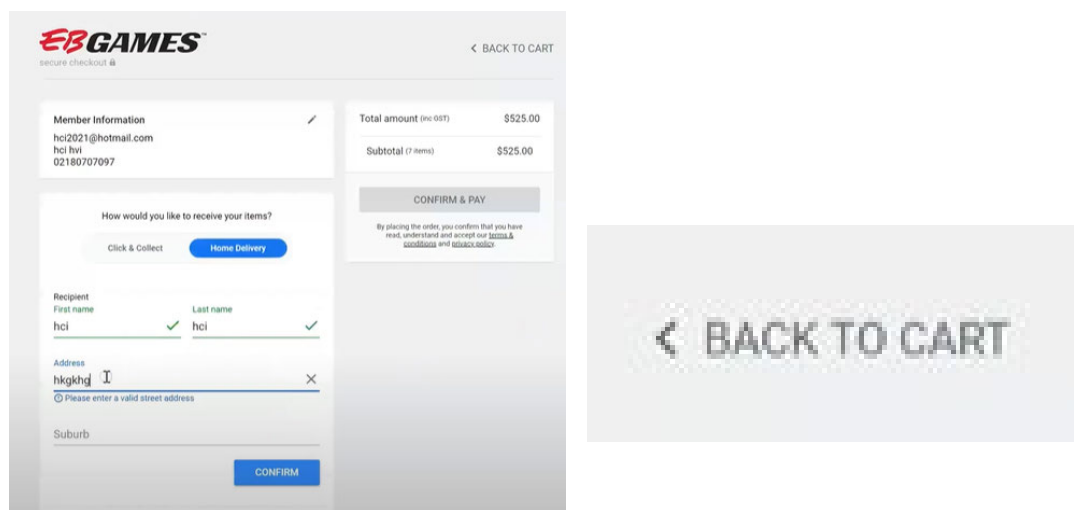 EBGAMES™
secure checkout
BACK TO CART
Member Information
hci2021@hotmail.com
hci hvi
02180707097
How would you like to receive your items?
Click & Collect
Home Delivery
Recipient
First name
Last name
hci
hci
Address
hkgkhg
Please enter a valid street address
Suburb
CONFIRM
Total amount (inc GST)
$525.00
Subtotal (7 items)
$525.00
CONFIRM & PAY
By placing the order, you confirm that you have
read, understand and accept our terms &
conditions and privacy policy.
BACK TO CART